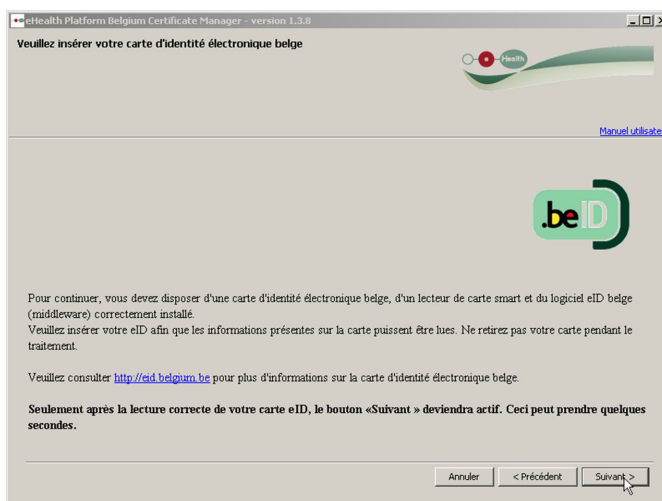 eHealth Platform Belgium Certificate Manager - version 1.3.8
Veuillez insérer votre carte d'identité électronique belge
e Health
Manuel utilisate
.be ID
Pour continuer, vous devez disposer d'une carte d'identité électronique belge, d'un lecteur de carte smart et du logiciel eID belge
(middleware) correctement installé.
Veuillez insérer votre eID afin que les informations présentes sur la carte puissent être lues. Ne retirez pas votre carte pendant le
traitement.
Veuillez consulter http://eid.belgium.be pour plus d'informations sur la carte d'identité électronique belge.
Seulement après la lecture correcte de votre carte eID, le bouton «Suivant » deviendra actif. Ceci peut prendre quelques
secondes.
Annuler < Précédent Suivant >